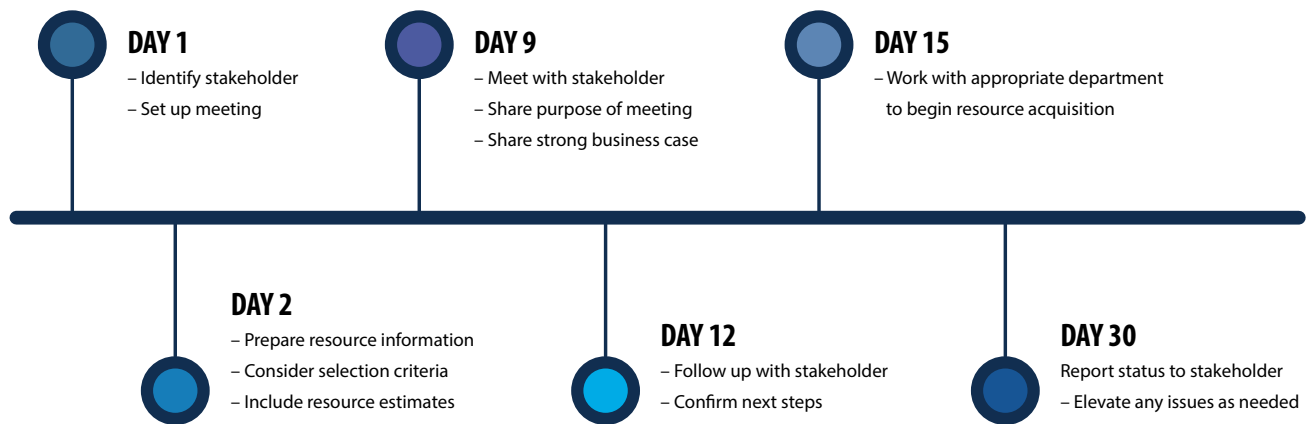 DAY 1
– Identify stakeholder
– Set up meeting
DAY 2
– Prepare resource information
– Consider selection criteria
– Include resource estimates
DAY 9
– Meet with stakeholder
– Share purpose of meeting
– Share strong business case
DAY 12
– Follow up with stakeholder
– Confirm next steps
DAY 15
– Work with appropriate department
to begin resource acquisition
DAY 30
Report status to stakeholder
– Elevate any issues as needed